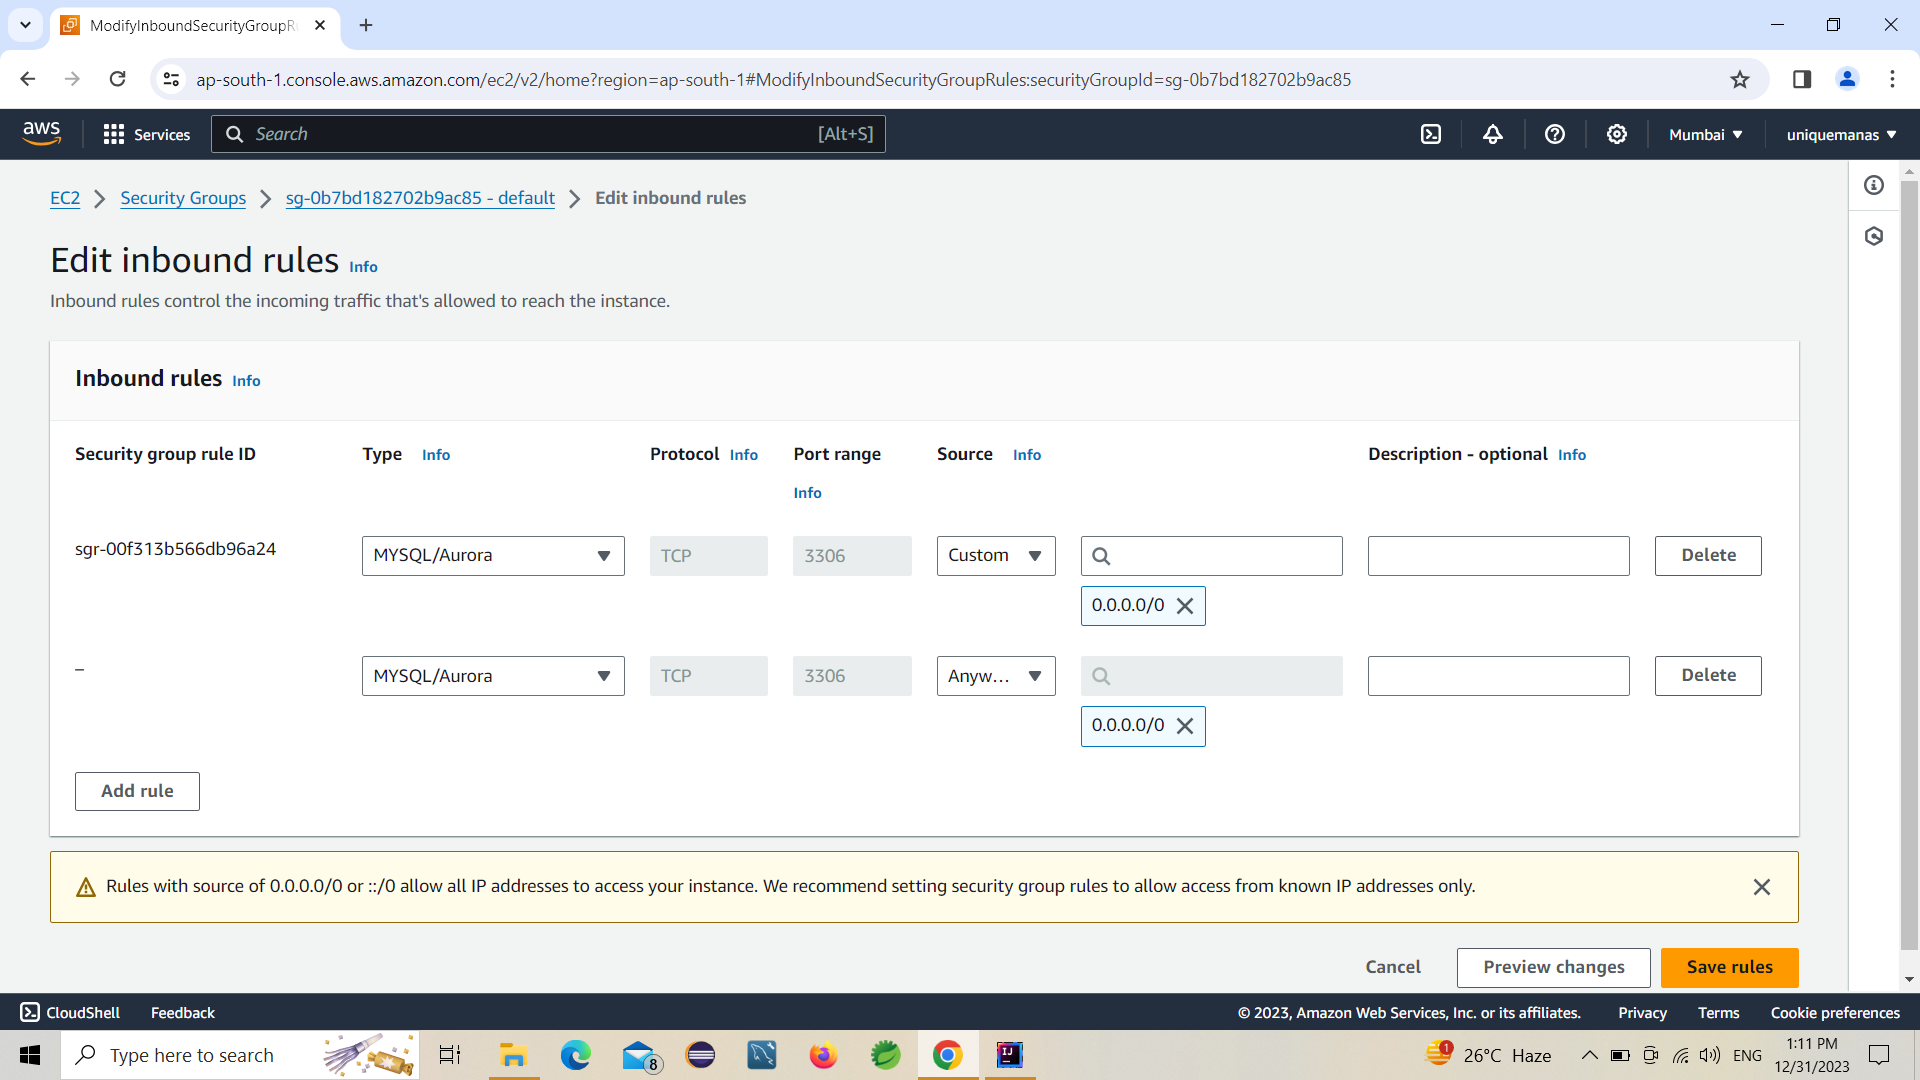 ModifyInboundSecurityGroupRu
ap-south-1.console.aws.amazon.com/ec2/v2/home?region=ap-south-1#ModifyInboundSecurityGroupRules:securityGroupId=sg-0b7bd182702b9ac85
aws Services Search [Alt+S] Mumbai uniquemanas
EC2 Security Groups sg-0b7bd182702b9ac85 - default Edit inbound rules
Edit inbound rules Info
Inbound rules control the incoming traffic that's allowed to reach the instance.
Inbound rules Info
Security group rule ID Type Info Protocol Info Port range Info Source Info Description - optional Info
sgr-00f313b566db96a24 MYSQL/Aurora TCP 3306 Custom Delete
0.0.0.0/0
– MYSQL/Aurora TCP 3306 Anyw... Delete
0.0.0.0/0
Add rule
Rules with source of 0.0.0.0/0 or ::/0 allow all IP addresses to access your instance. We recommend setting security group rules to allow access from known IP addresses only.
Cancel Preview changes Save rules
CloudShell Feedback © 2023, Amazon Web Services, Inc. or its affiliates. Privacy Terms Cookie preferences
Type here to search 8 IJ 1 26°C Haze ENG 1:11 PM
12/31/2023